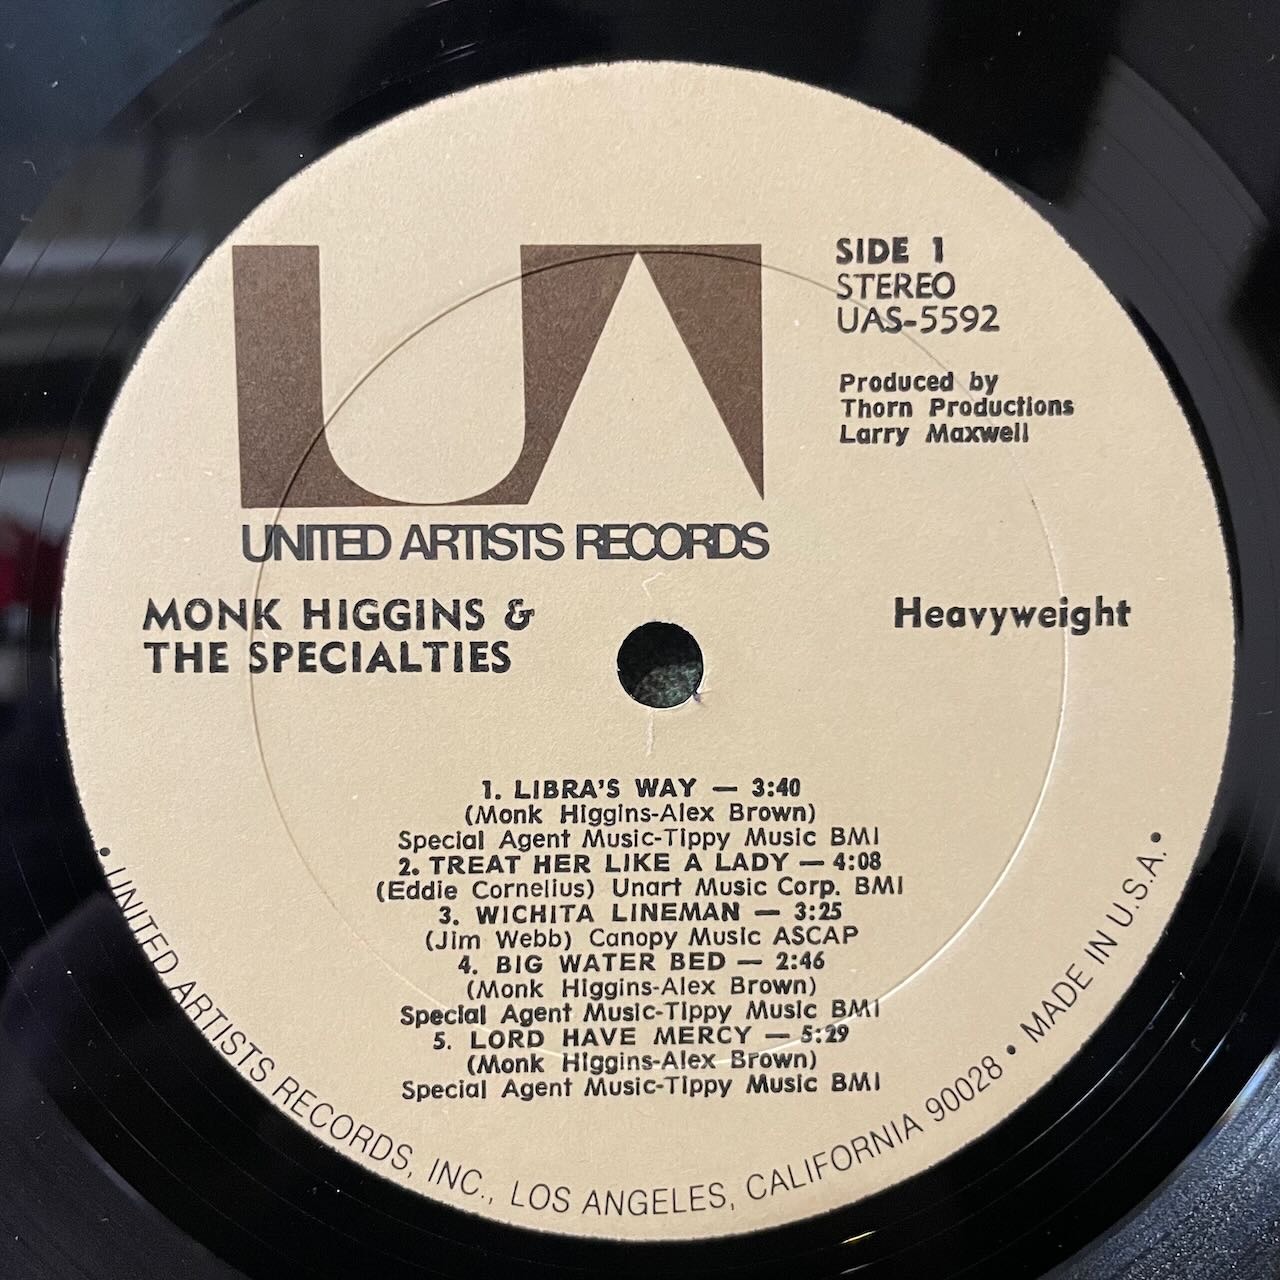 UA
SIDE 1
STEREO
UAS-5592
Produced by
Thorn Productions
Larry Maxwell
UNITED ARTISTS RECORDS
MONK HIGGINS &
THE SPECIALTIES
Heavyweight
1. LIBRA'S WAY — 3:40
(Monk Higgins-Alex Brown)
Special Agent Music-Tippy Music BMI
2. TREAT HER LIKE A LADY — 4:08
(Eddie Cornelius) Unart Music Corp. BMI
3. WICHITA LINEMAN — 3:25
(Jim Webb) Canopy Music ASCAP
4. BIG WATER BED — 2:46
(Monk Higgins-Alex Brown)
Special Agent Music-Tippy Music BMI
5. LORD HAVE MERCY — 5:29
(Monk Higgins-Alex Brown)
Special Agent Music-Tippy Music BMI
• UNITED ARTISTS RECORDS, INC., LOS ANGELES, CALIFORNIA 90028 • MADE IN U.S.A. •